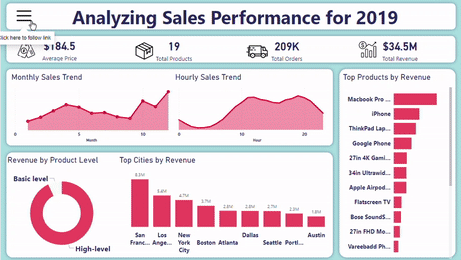 Analyzing Sales Performance for 2019
Click here to follow link
$184.5
Average Price
19
Total Products
209K
Total Orders
$34.5M
Total Revenue
Monthly Sales Trend
0
5
10
Month
Hourly Sales Trend
0
10
20
Hour
Top Products by Revenue
Macbook Pro ...
iPhone
ThinkPad Lap...
Google Phone
27in 4K Gami...
34in Ultrawid...
Apple Airpod...
Flatscreen TV
Bose SoundS...
27in FHD Mo...
Vareebadd Ph...
Revenue by Product Level
Basic level
High-level
Top Cities by Revenue
8.3M
5.4M
4.7M
3.7M
2.8M
2.8M
2.7M
2.3M
1.8M
San Franc...
Los Ange...
New York City
Boston
Atlanta
Dallas
Seattle
Portl...
Austin